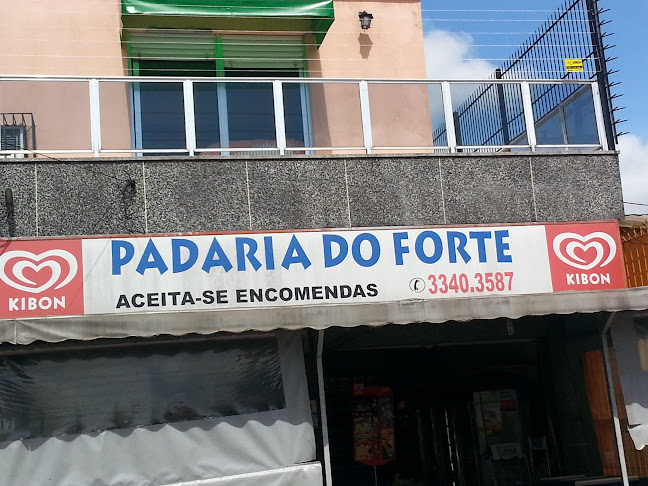 PADARIA DO FORTE
ACEITA-SE ENCOMENDAS
3340.3587
KIBON
KIBON